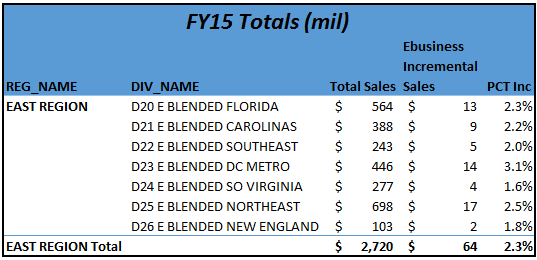 FY15 Totals (mil)
REG_NAME DIV_NAME Total Sales Ebusiness Incremental Sales PCT Inc
EAST REGION D20 E BLENDED FLORIDA $ 564 $ 13 2.3%
D21 E BLENDED CAROLINAS $ 388 $ 9 2.2%
D22 E BLENDED SOUTHEAST $ 243 $ 5 2.0%
D23 E BLENDED DC METRO $ 446 $ 14 3.1%
D24 E BLENDED SO VIRGINIA $ 277 $ 4 1.6%
D25 E BLENDED NORTHEAST $ 698 $ 17 2.5%
D26 E BLENDED NEW ENGLAND $ 103 $ 2 1.8%
EAST REGION Total $ 2,720 $ 64 2.3%